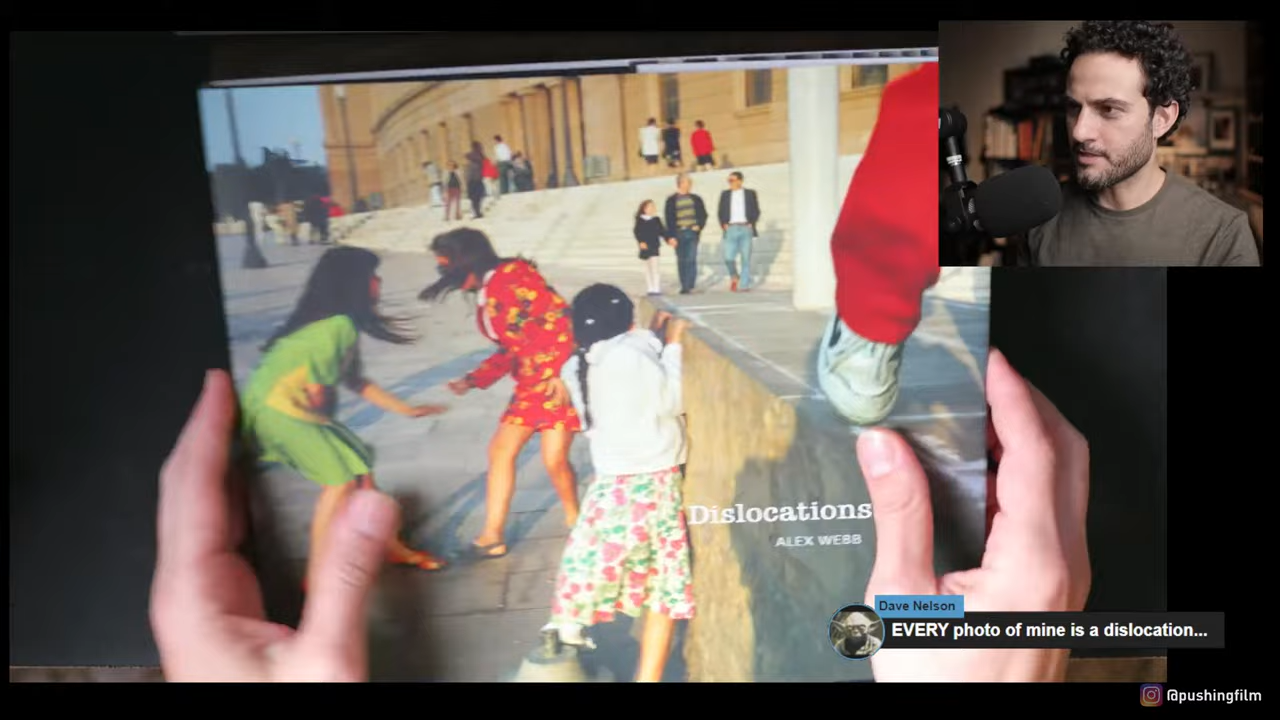 Dislocations
ALEX WEBB
Dave Nelson
EVERY photo of mine is a dislocation...
@pushingfilm